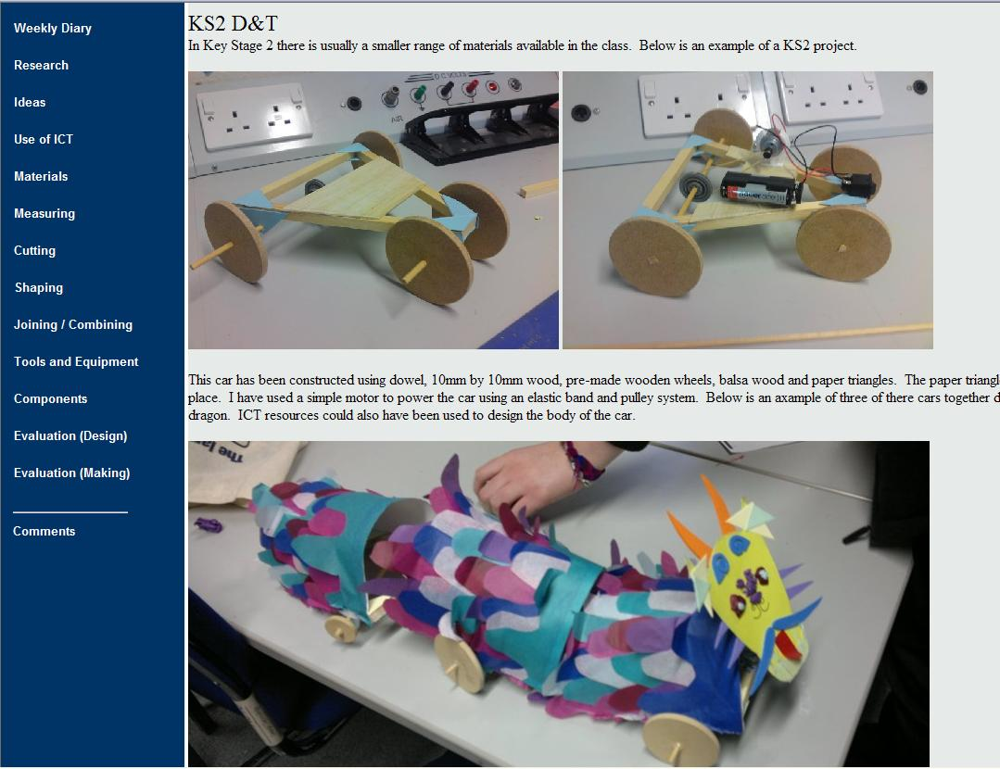 Weekly Diary
Research
Ideas
Use of ICT
Materials
Measuring
Cutting
Shaping
Joining / Combining
Tools and Equipment
Components
Evaluation (Design)
Evaluation (Making)
Comments
KS2 D&T
In Key Stage 2 there is usually a smaller range of materials available in the class.  Below is an example of a KS2 project.
D C VOLTS
AIR
This car has been constructed using dowel, 10mm by 10mm wood, pre-made wooden wheels, balsa wood and paper triangles.  The paper triangl
place.  I have used a simple motor to power the car using an elastic band and pulley system.  Below is an axample of three of there cars together d
dragon.  ICT resources could also have been used to design the body of the car.